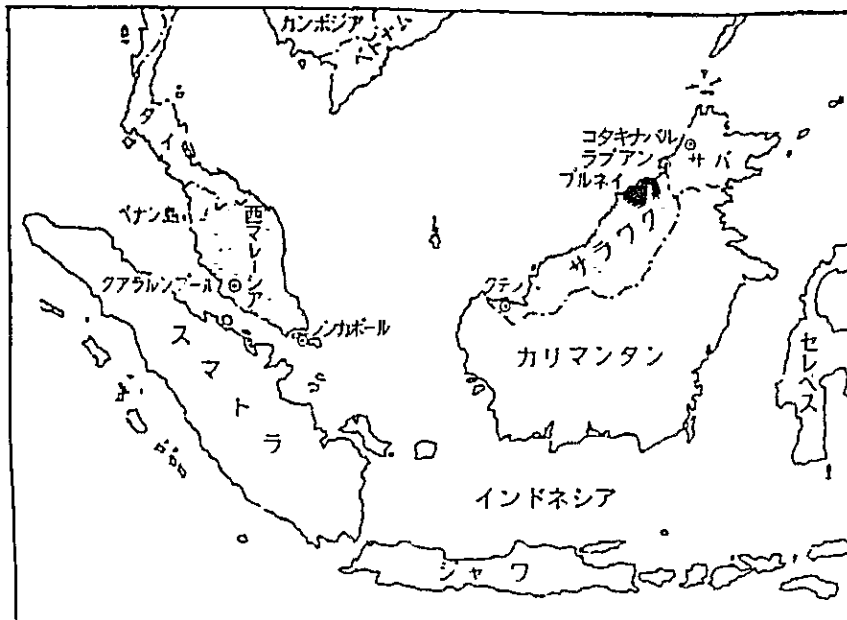 カンボジア
ベトナム
タイ
コタキナバル
ラブアン
サバ
ブルネイ
ペナン島
西マレーシア
サラワク
クアラルンプール
クチン
シンガポール
スマトラ
カリマンタン
セレベス
インドネシア
ジャワ